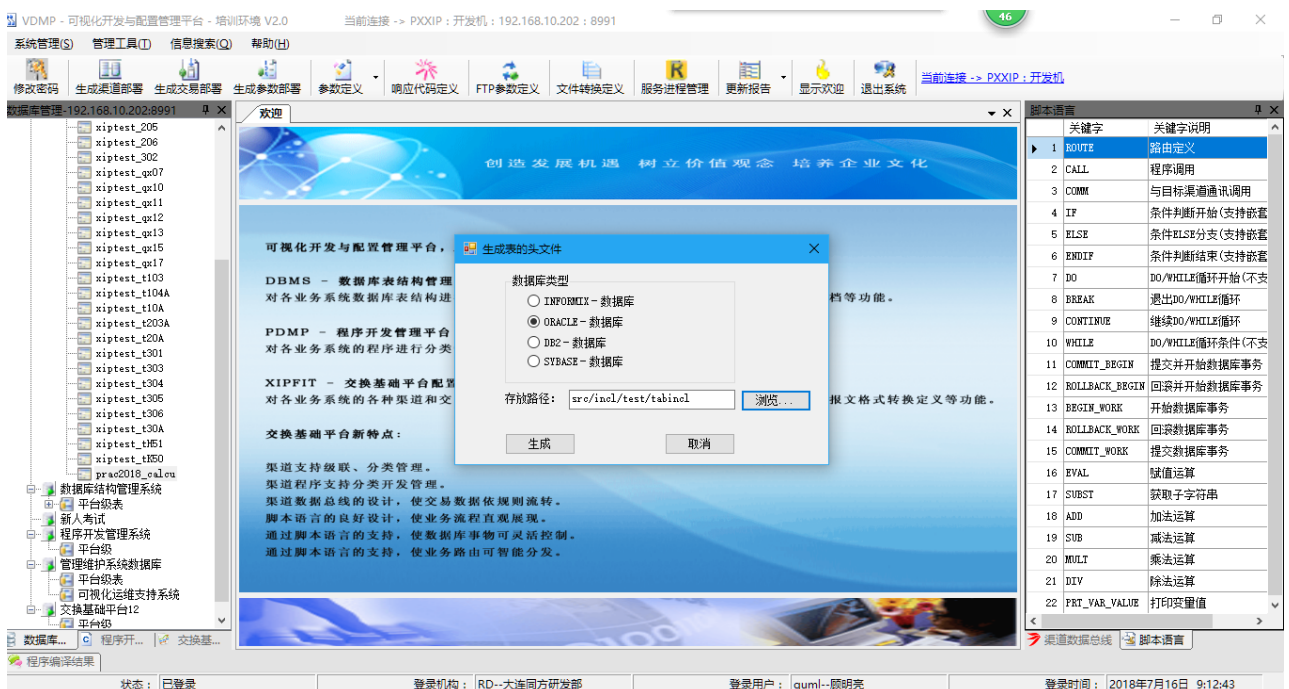 VDMP - 可视化开发与配置管理平台 - 培训环境 V2.0 当前连接 -> PXXIP：开发机：192.168.10.202：8991
46
系统管理(S) 管理工具(T) 信息搜索(Q) 帮助(H)
修改密码 生成渠道部署 生成交易部署 生成参数部署 参数定义 响应代码定义 FTP参数定义 文件转换定义 服务进程管理 更新报告 显示欢迎 退出系统 当前连接 -> PXXIP：开发机
数据库管理-192.168.10.202:8991
xiptest_205
xiptest_206
xiptest_302
xiptest_qx07
xiptest_qx10
xiptest_qx11
xiptest_qx12
xiptest_qx13
xiptest_qx15
xiptest_qx17
xiptest_t103
xiptest_t104A
xiptest_t10A
xiptest_t203A
xiptest_t20A
xiptest_t301
xiptest_t303
xiptest_t304
xiptest_t305
xiptest_t306
xiptest_t30A
xiptest_tH51
xiptest_tK50
prac2018_calcu
数据库结构管理系统
平台级表
新人考试
程序开发管理系统
平台级
管理维护系统数据库
平台级表
可视化运维支持系统
交换基础平台12
平台级
数据库... 程序开... 交换基...
欢迎
创造发展机遇 树立价值观念 培养企业文化
可视化开发与配置管理平台，
DBMS - 数据库表结构管理
对各业务系统数据库表结构进 档等功能。
PDMP - 程序开发管理平台
对各业务系统的程序进行分类
XIPFIT - 交换基础平台配置
对各业务系统的各种渠道和交 报文格式转换定义等功能。
交换基础平台新特点：
渠道支持级联、分类管理。
渠道程序支持分类开发管理。
渠道数据总线的设计，使交易数据依规则流转。
脚本语言的良好设计，使业务流程直观展现。
通过脚本语言的支持，使数据库事物可灵活控制。
通过脚本语言的支持，使业务路由可智能分发。
生成表的头文件
数据库类型
INFORMIX－数据库
ORACLE－数据库
DB2－数据库
SYBASE－数据库
存放路径： src/incl/test/tabincl 浏览...
生成 取消
脚本语言
关键字 关键字说明
1 ROUTE 路由定义
2 CALL 程序调用
3 COMM 与目标渠道通讯调用
4 IF 条件判断开始(支持嵌套
5 ELSE 条件ELSE分支(支持嵌套
6 ENDIF 条件判断结束(支持嵌套
7 DO DO/WHILE循环开始(不支
8 BREAK 退出DO/WHILE循环
9 CONTINUE 继续DO/WHILE循环
10 WHILE DO/WHILE循环条件(不支
11 COMMIT_BEGIN 提交并开始数据库事务
12 ROLLBACK_BEGIN 回滚并开始数据库事务
13 BEGIN_WORK 开始数据库事务
14 ROLLBACK_WORK 回滚数据库事务
15 COMMIT_WORK 提交数据库事务
16 EVAL 赋值运算
17 SUBST 获取子字符串
18 ADD 加法运算
19 SUB 减法运算
20 MULT 乘法运算
21 DIV 除法运算
22 PRT_VAR_VALUE 打印变量值
渠道数据总线 脚本语言
程序编泽结果
状态： 已登录 登录机构： RD--大连同方研发部 登录用户： guml--顾明亮 登录时间： 2018年7月16日 9:12:43